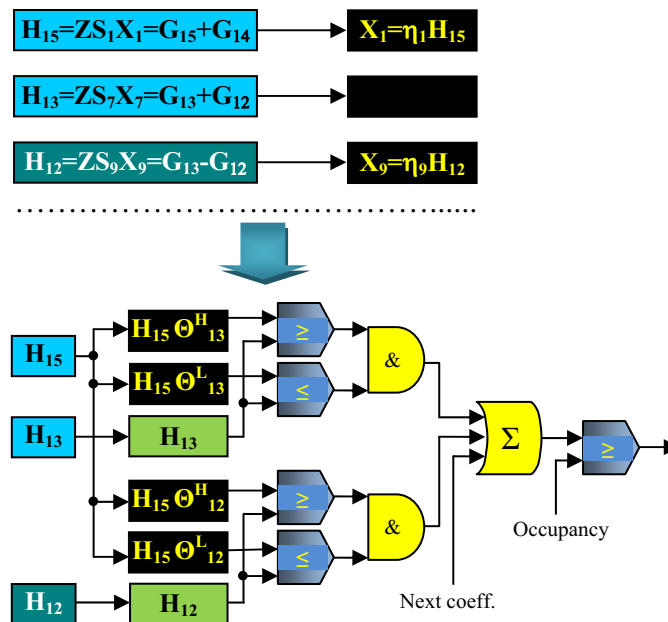 H₁₅=ZS₁X₁=G₁₅+G₁₄
X₁=η₁H₁₅
H₁₃=ZS₇X₇=G₁₃+G₁₂
H₁₂=ZS₉X₉=G₁₃-G₁₂
X₉=η₉H₁₂
H₁₅
H₁₅ Θᴴ₁₃
≥
&
H₁₅ Θᴸ₁₃
≤
H₁₃
H₁₃
Σ
≥
H₁₅ Θᴴ₁₂
≥
&
Occupancy
H₁₅ Θᴸ₁₂
≤
Next coeff.
H₁₂
H₁₂